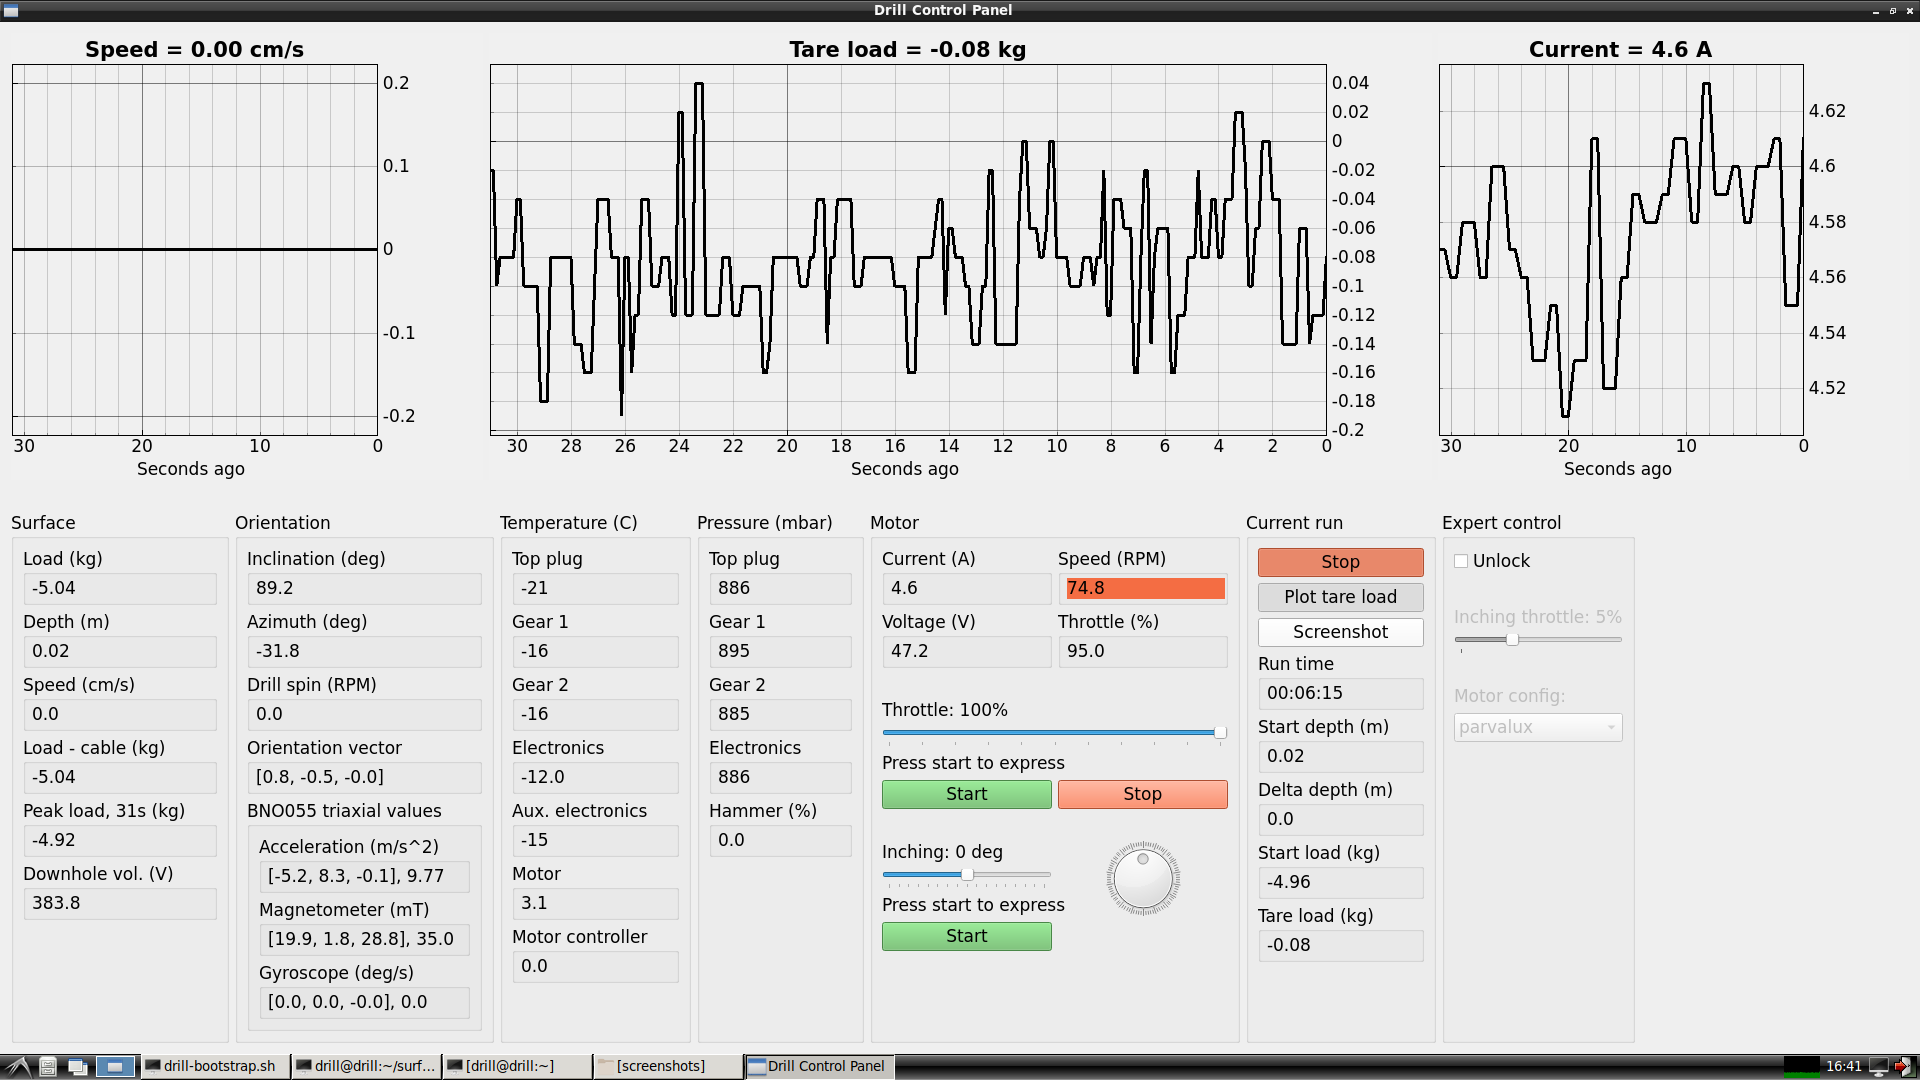 Drill Control Panel
Speed = 0.00 cm/s
0.2
0.1
0
-0.1
-0.2
30 20 10 0
Seconds ago
Tare load = -0.08 kg
0.04
0.02
0
-0.02
-0.04
-0.06
-0.08
-0.1
-0.12
-0.14
-0.16
-0.18
-0.2
30 28 26 24 22 20 18 16 14 12 10 8 6 4 2 0
Seconds ago
Current = 4.6 A
4.62
4.6
4.58
4.56
4.54
4.52
30 20 10 0
Seconds ago
Surface
Load (kg)
-5.04
Depth (m)
0.02
Speed (cm/s)
0.0
Load - cable (kg)
-5.04
Peak load, 31s (kg)
-4.92
Downhole vol. (V)
383.8
Orientation
Inclination (deg)
89.2
Azimuth (deg)
-31.8
Drill spin (RPM)
0.0
Orientation vector
[0.8, -0.5, -0.0]
BNO055 triaxial values
Acceleration (m/s^2)
[-5.2, 8.3, -0.1], 9.77
Magnetometer (mT)
[19.9, 1.8, 28.8], 35.0
Gyroscope (deg/s)
[0.0, 0.0, -0.0], 0.0
Temperature (C)
Top plug
-21
Gear 1
-16
Gear 2
-16
Electronics
-12.0
Aux. electronics
-15
Motor
3.1
Motor controller
0.0
Pressure (mbar)
Top plug
886
Gear 1
895
Gear 2
885
Electronics
886
Hammer (%)
0.0
Motor
Current (A)
4.6
Speed (RPM)
74.8
Voltage (V)
47.2
Throttle (%)
95.0
Throttle: 100%
Press start to express
Start
Stop
Inching: 0 deg
Press start to express
Start
Current run
Stop
Plot tare load
Screenshot
Run time
00:06:15
Start depth (m)
0.02
Delta depth (m)
0.0
Start load (kg)
-4.96
Tare load (kg)
-0.08
Expert control
Unlock
Inching throttle: 5%
Motor config:
parvalux
drill-bootstrap.sh
drill@drill:~/surf...
[drill@drill:~]
[screenshots]
Drill Control Panel
16:41